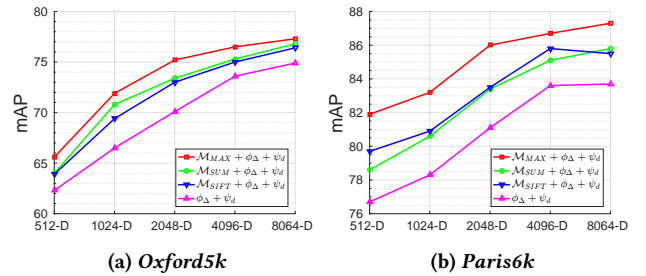 80
75
70
65
60
mAP
512-D 1024-D 2048-D 4096-D 8064-D
M_MAX + ϕ_Δ + ψ_d
M_SUM + ϕ_Δ + ψ_d
M_SIFT + ϕ_Δ + ψ_d
ϕ_Δ + ψ_d
(a) Oxford5k
88
86
84
82
80
78
76
mAP
512-D 1024-D 2048-D 4096-D 8064-D
M_MAX + ϕ_Δ + ψ_d
M_SUM + ϕ_Δ + ψ_d
M_SIFT + ϕ_Δ + ψ_d
ϕ_Δ + ψ_d
(b) Paris6k